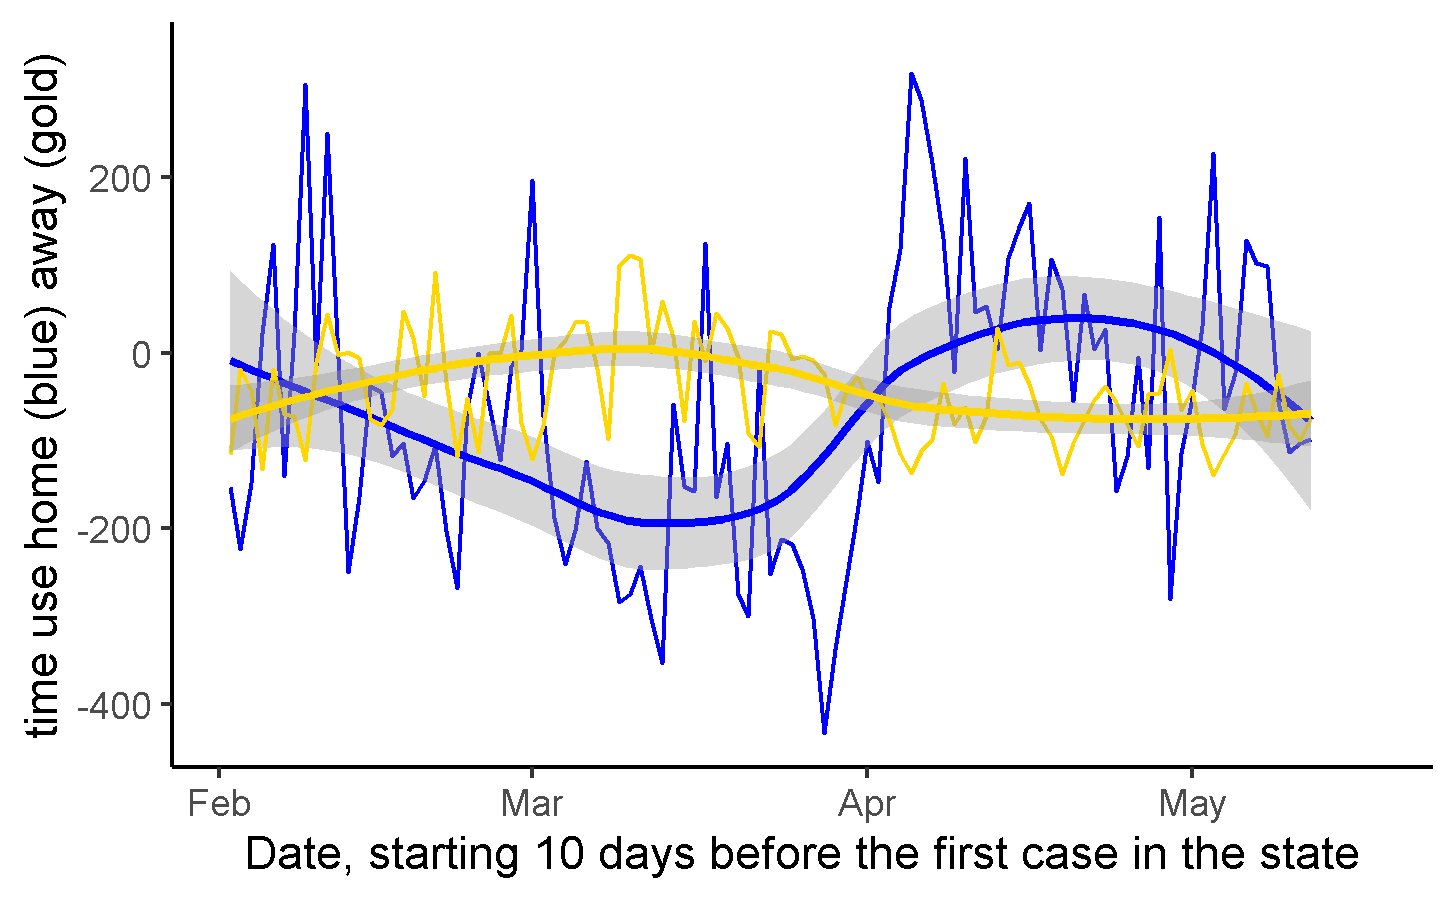 time use home (blue) away (gold)
200
0
-200
-400
Feb
Mar
Apr
May
Date, starting 10 days before the first case in the state